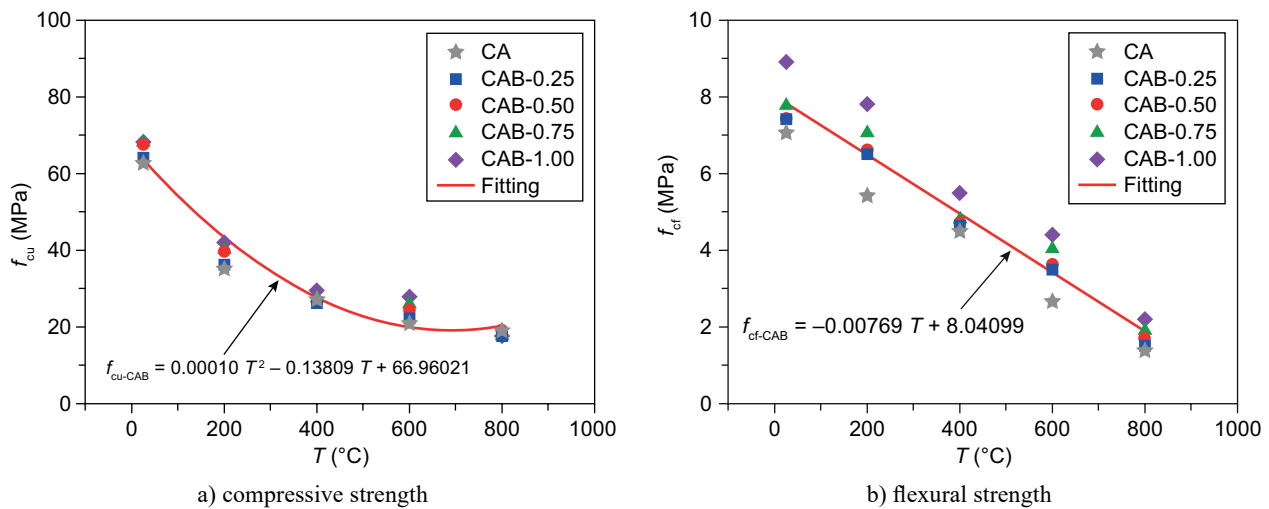 100
80
60
40
20
0
f_cu (MPa)
CA
CAB-0.25
CAB-0.50
CAB-0.75
CAB-1.00
Fitting
f_cu-CAB = 0.00010 T² – 0.13809 T + 66.96021
0 200 400 600 800 1000
T (°C)
a) compressive strength
10
8
6
4
2
0
f_cf (MPa)
CA
CAB-0.25
CAB-0.50
CAB-0.75
CAB-1.00
Fitting
f_cf-CAB = –0.00769 T + 8.04099
0 200 400 600 800 1000
T (°C)
b) flexural strength